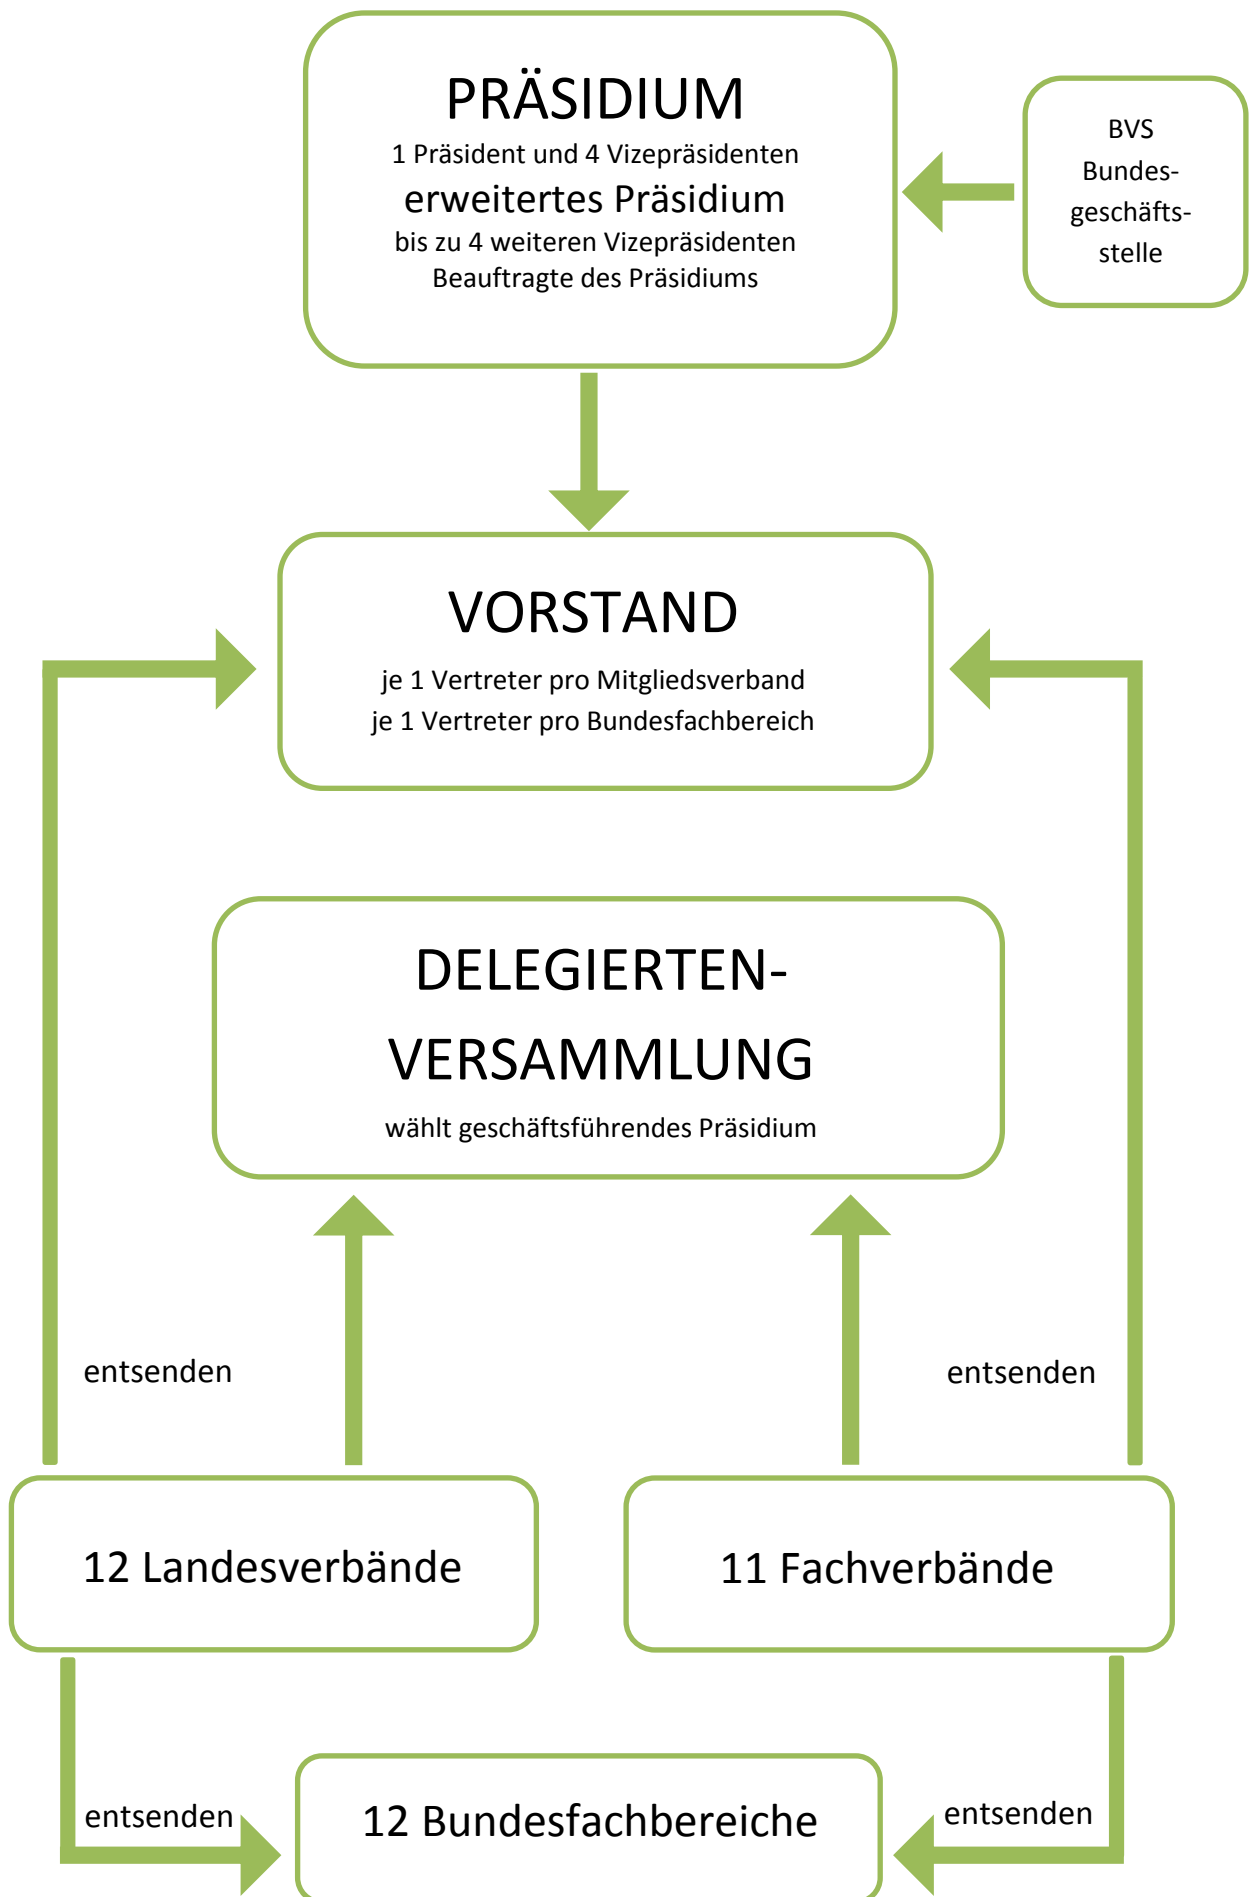 PRÄSIDIUM
1 Präsident und 4 Vizepräsidenten
erweitertes Präsidium
bis zu 4 weiteren Vizepräsidenten
Beauftragte des Präsidiums
BVS
Bundes-
geschäfts-
stelle
VORSTAND
je 1 Vertreter pro Mitgliedsverband
je 1 Vertreter pro Bundesfachbereich
DELEGIERTEN-
VERSAMMLUNG
wählt geschäftsführendes Präsidium
entsenden
entsenden
12 Landesverbände
11 Fachverbände
entsenden
12 Bundesfachbereiche
entsenden